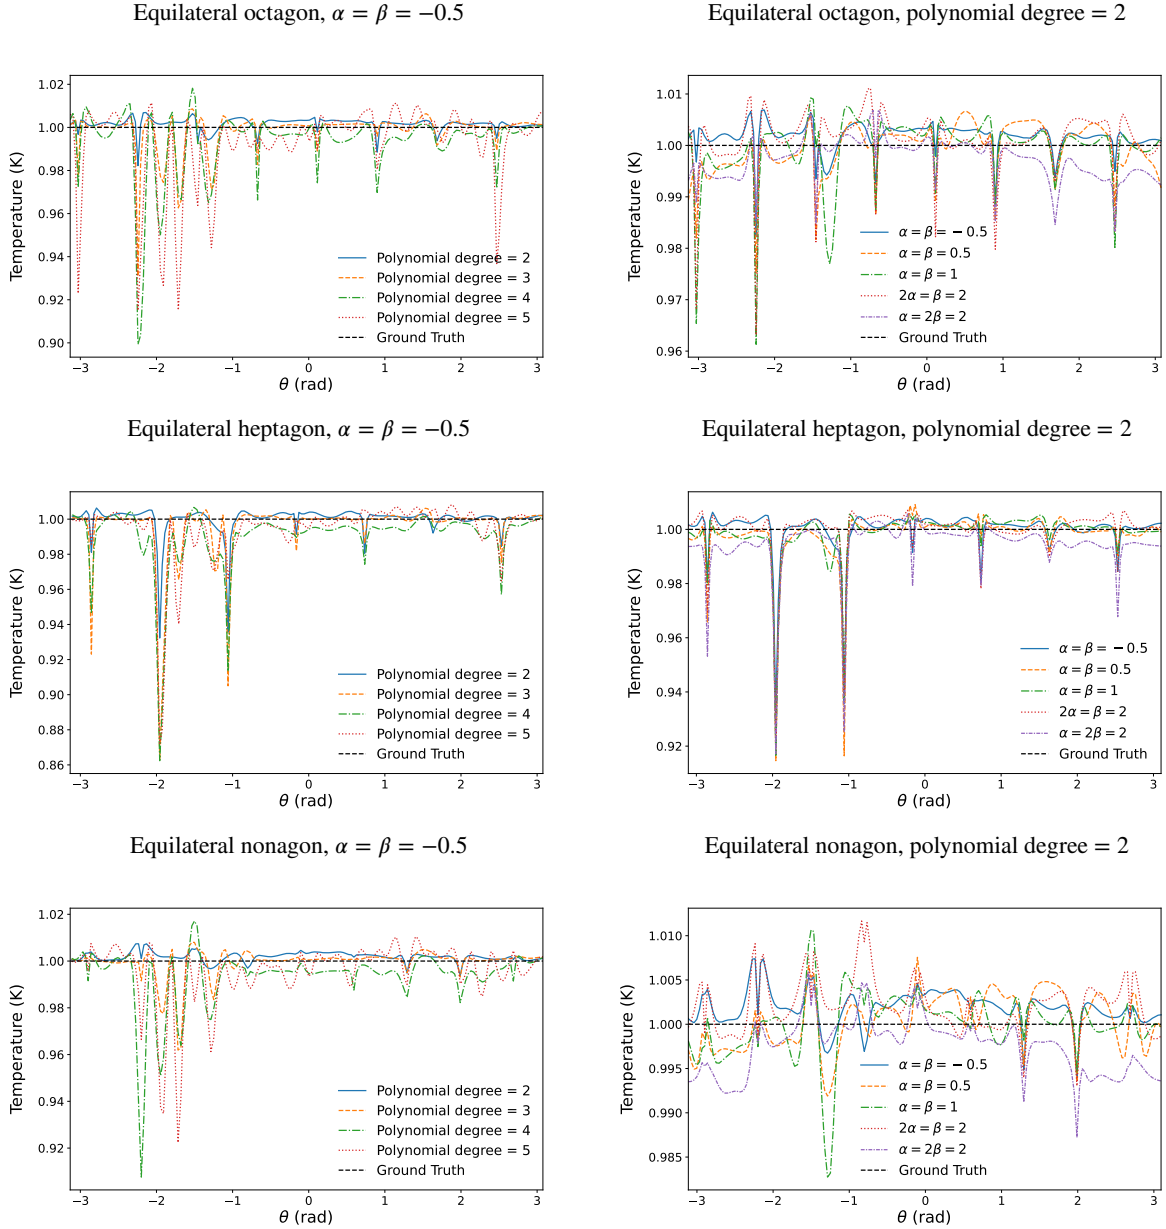 Equilateral octagon, α = β = −0.5
Temperature (K)
1.02
1.00
0.98
0.96
0.94
0.92
0.90
Polynomial degree = 2
Polynomial degree = 3
Polynomial degree = 4
Polynomial degree = 5
Ground Truth
−3 −2 −1 0 1 2 3
θ (rad)
Equilateral octagon, polynomial degree = 2
Temperature (K)
1.01
1.00
0.99
0.98
0.97
0.96
α = β = −0.5
α = β = 0.5
α = β = 1
2α = β = 2
α = 2β = 2
Ground Truth
−3 −2 −1 0 1 2 3
θ (rad)
Equilateral heptagon, α = β = −0.5
Temperature (K)
1.00
0.98
0.96
0.94
0.92
0.90
0.88
0.86
Polynomial degree = 2
Polynomial degree = 3
Polynomial degree = 4
Polynomial degree = 5
Ground Truth
−3 −2 −1 0 1 2 3
θ (rad)
Equilateral heptagon, polynomial degree = 2
Temperature (K)
1.00
0.98
0.96
0.94
0.92
α = β = −0.5
α = β = 0.5
α = β = 1
2α = β = 2
α = 2β = 2
Ground Truth
−3 −2 −1 0 1 2 3
θ (rad)
Equilateral nonagon, α = β = −0.5
Temperature (K)
1.02
1.00
0.98
0.96
0.94
0.92
Polynomial degree = 2
Polynomial degree = 3
Polynomial degree = 4
Polynomial degree = 5
Ground Truth
−3 −2 −1 0 1 2 3
θ (rad)
Equilateral nonagon, polynomial degree = 2
Temperature (K)
1.010
1.005
1.000
0.995
0.990
0.985
α = β = −0.5
α = β = 0.5
α = β = 1
2α = β = 2
α = 2β = 2
Ground Truth
−3 −2 −1 0 1 2 3
θ (rad)